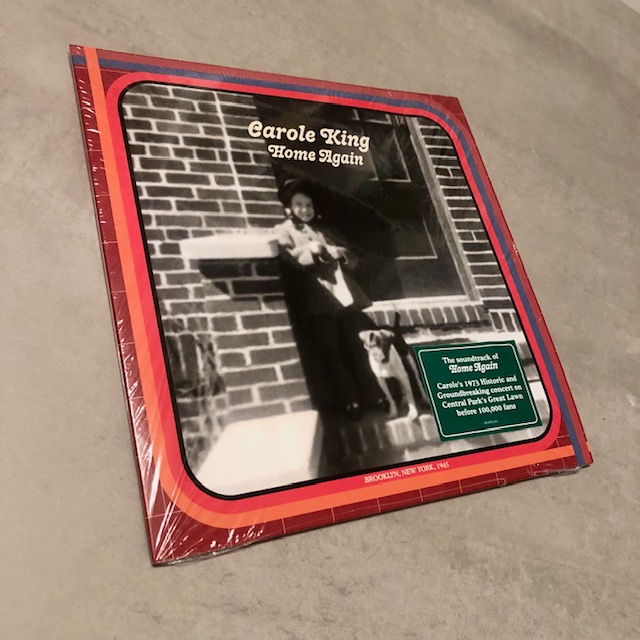 Carole King
Home Again
The soundtrack of
Home Again
Carole's 1973 Historic and
Groundbreaking concert on
Central Park's Great Lawn
before 100,000 fans
BROOKLYN, NEW YORK, 1945